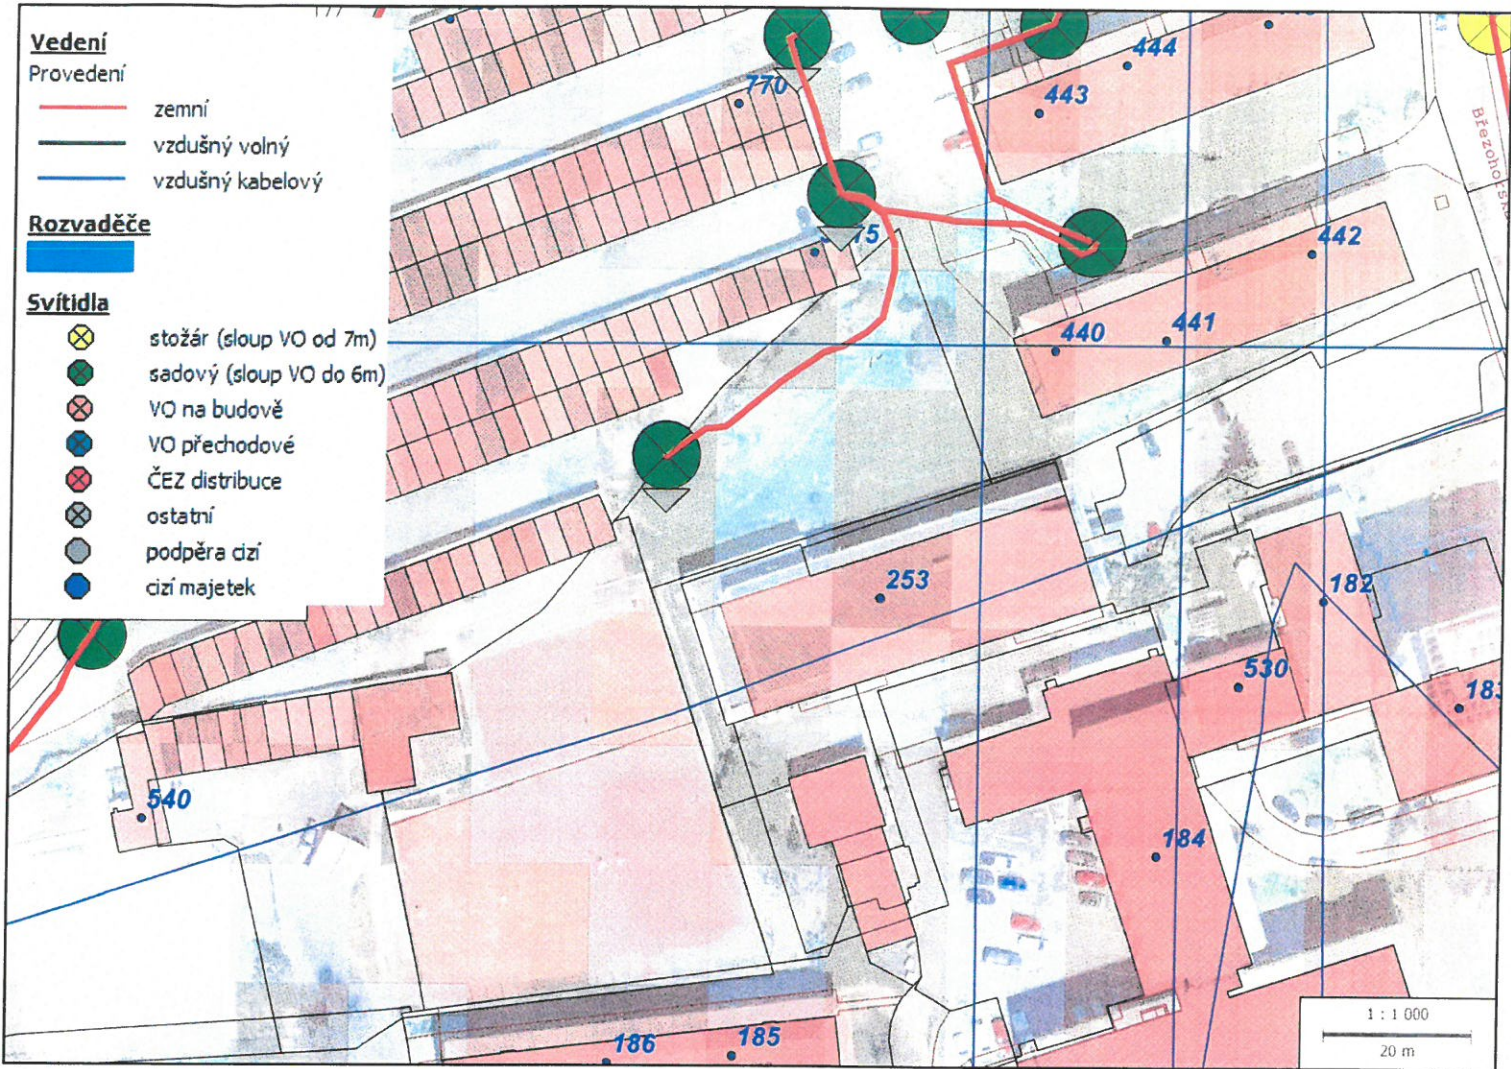 Vedení
Provedení
zemní
vzdušný volný
vzdušný kabelový
Rozvaděče
Svítidla
stožár (sloup VO od 7m)
sadový (sloup VO do 6m)
VO na budově
VO přechodové
ČEZ distribuce
ostatní
podpěra cizí
cizí majetek
770
444
443
442
441
440
253
182
530
183
540
184
186
185
1 : 1 000
20 m